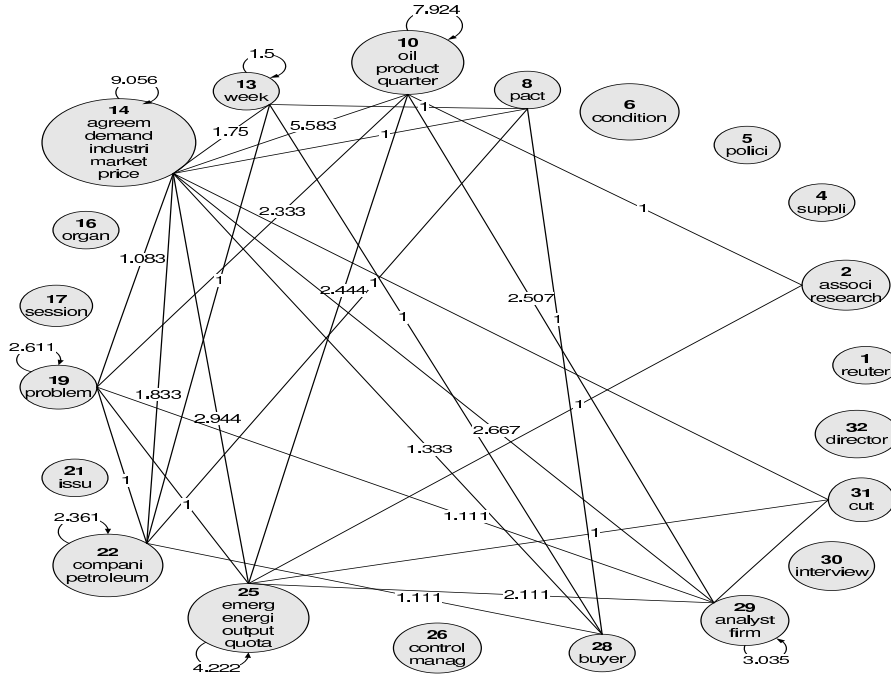 7.924
10
oil
product
quarter
1.5
13
week
8
pact
9.056
14
agreem
demand
industri
market
price
6
condition
5
polici
4
suppli
2
associ
research
1
reuter
32
director
31
cut
30
interview
29
analyst
firm
3.035
28
buyer
26
control
manag
25
emerg
energi
output
quota
4.222
22
compani
petroleum
2.361
21
issu
19
problem
2.611
17
session
16
organ
1.75
5.583
1
1
1
2.333
1.083
1
2.444
1
2.507
1
1
1.833
2.944
1
1.333
2.667
1
1
1.111
1
1.111
2.111